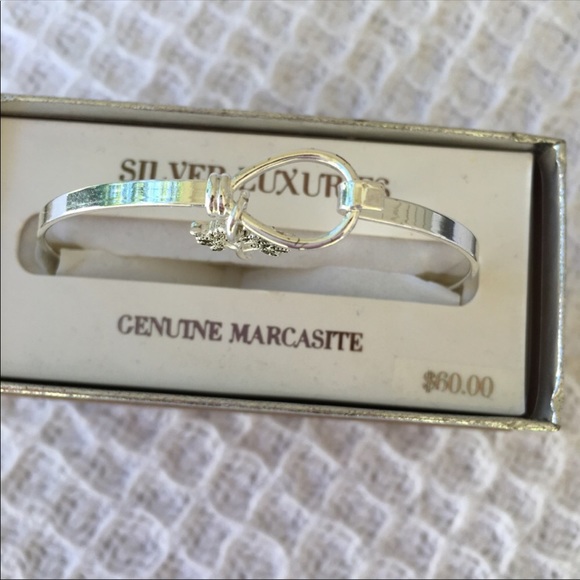 SILVER LUXURIES
GENUINE MARCASITE
$60.00